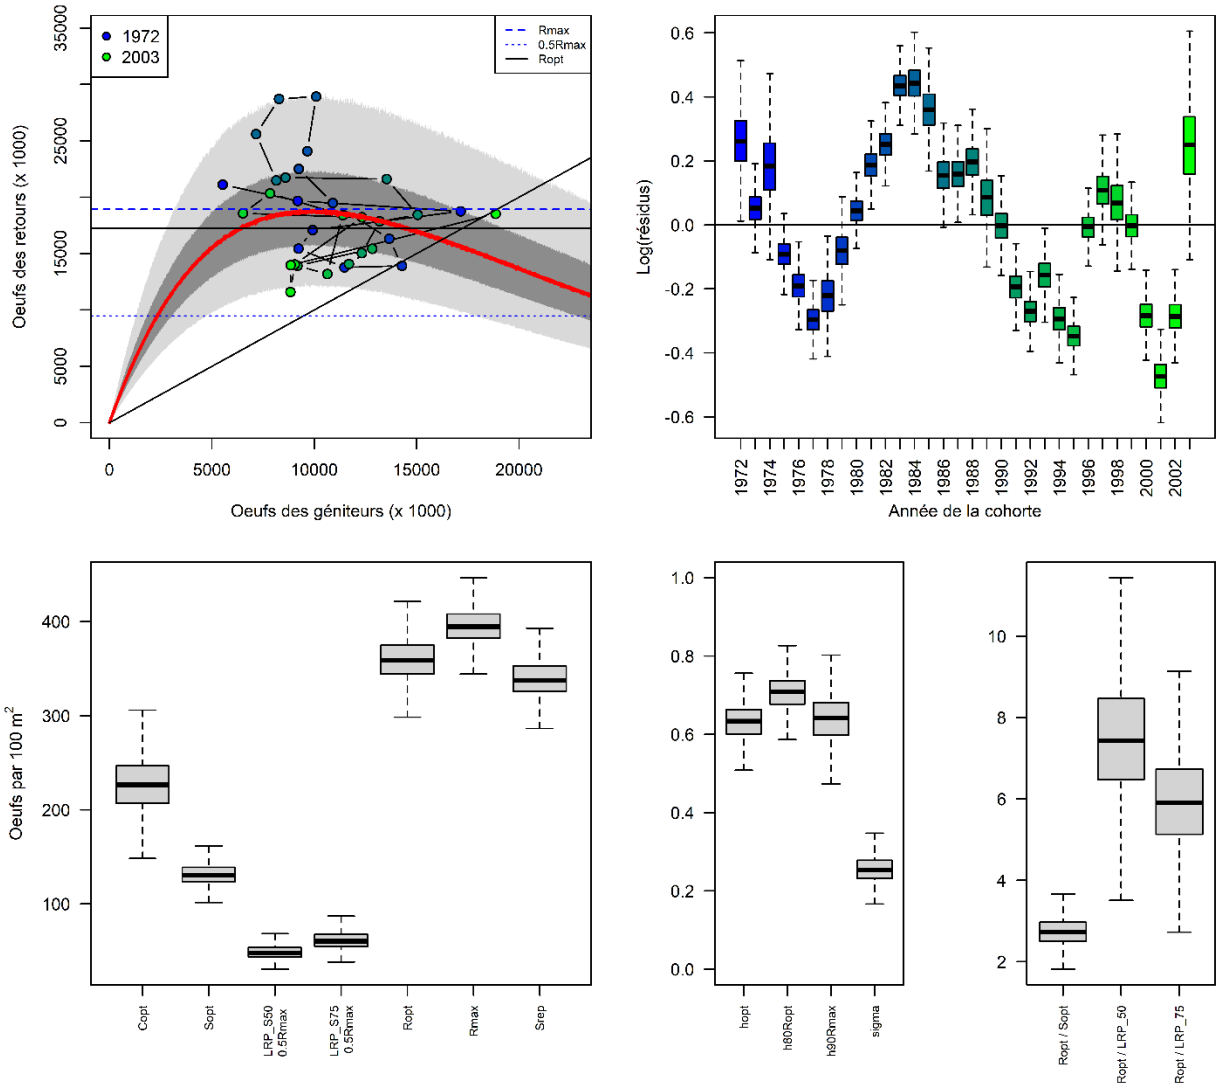 35000
25000
15000
5000
0
Oeufs des retours (x 1000)
1972
2003
Rmax
0.5Rmax
Ropt
0
5000
10000
15000
20000
Oeufs des géniteurs (x 1000)
0.6
0.4
0.2
0.0
-0.2
-0.4
-0.6
Log(résidus)
1972
1974
1976
1978
1980
1982
1984
1986
1988
1990
1992
1994
1996
1998
2000
2002
Année de la cohorte
400
300
200
100
Oeufs par 100 m²
Copt
Sopt
LRP_S50
0.5Rmax
LRP_S75
0.5Rmax
Ropt
Rmax
Srep
1.0
0.8
0.6
0.4
0.2
0.0
hopt
h80Ropt
h90Rmax
sigma
10
8
6
4
2
Ropt / Sopt
Ropt / LRP_50
Ropt / LRP_75